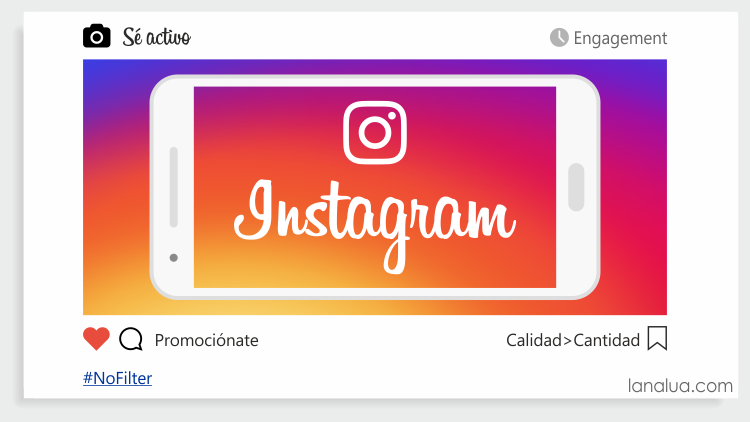 Sé activo
Engagement
Instagram
Promociónate
Calidad>Cantidad
#NoFilter
lanalua.com